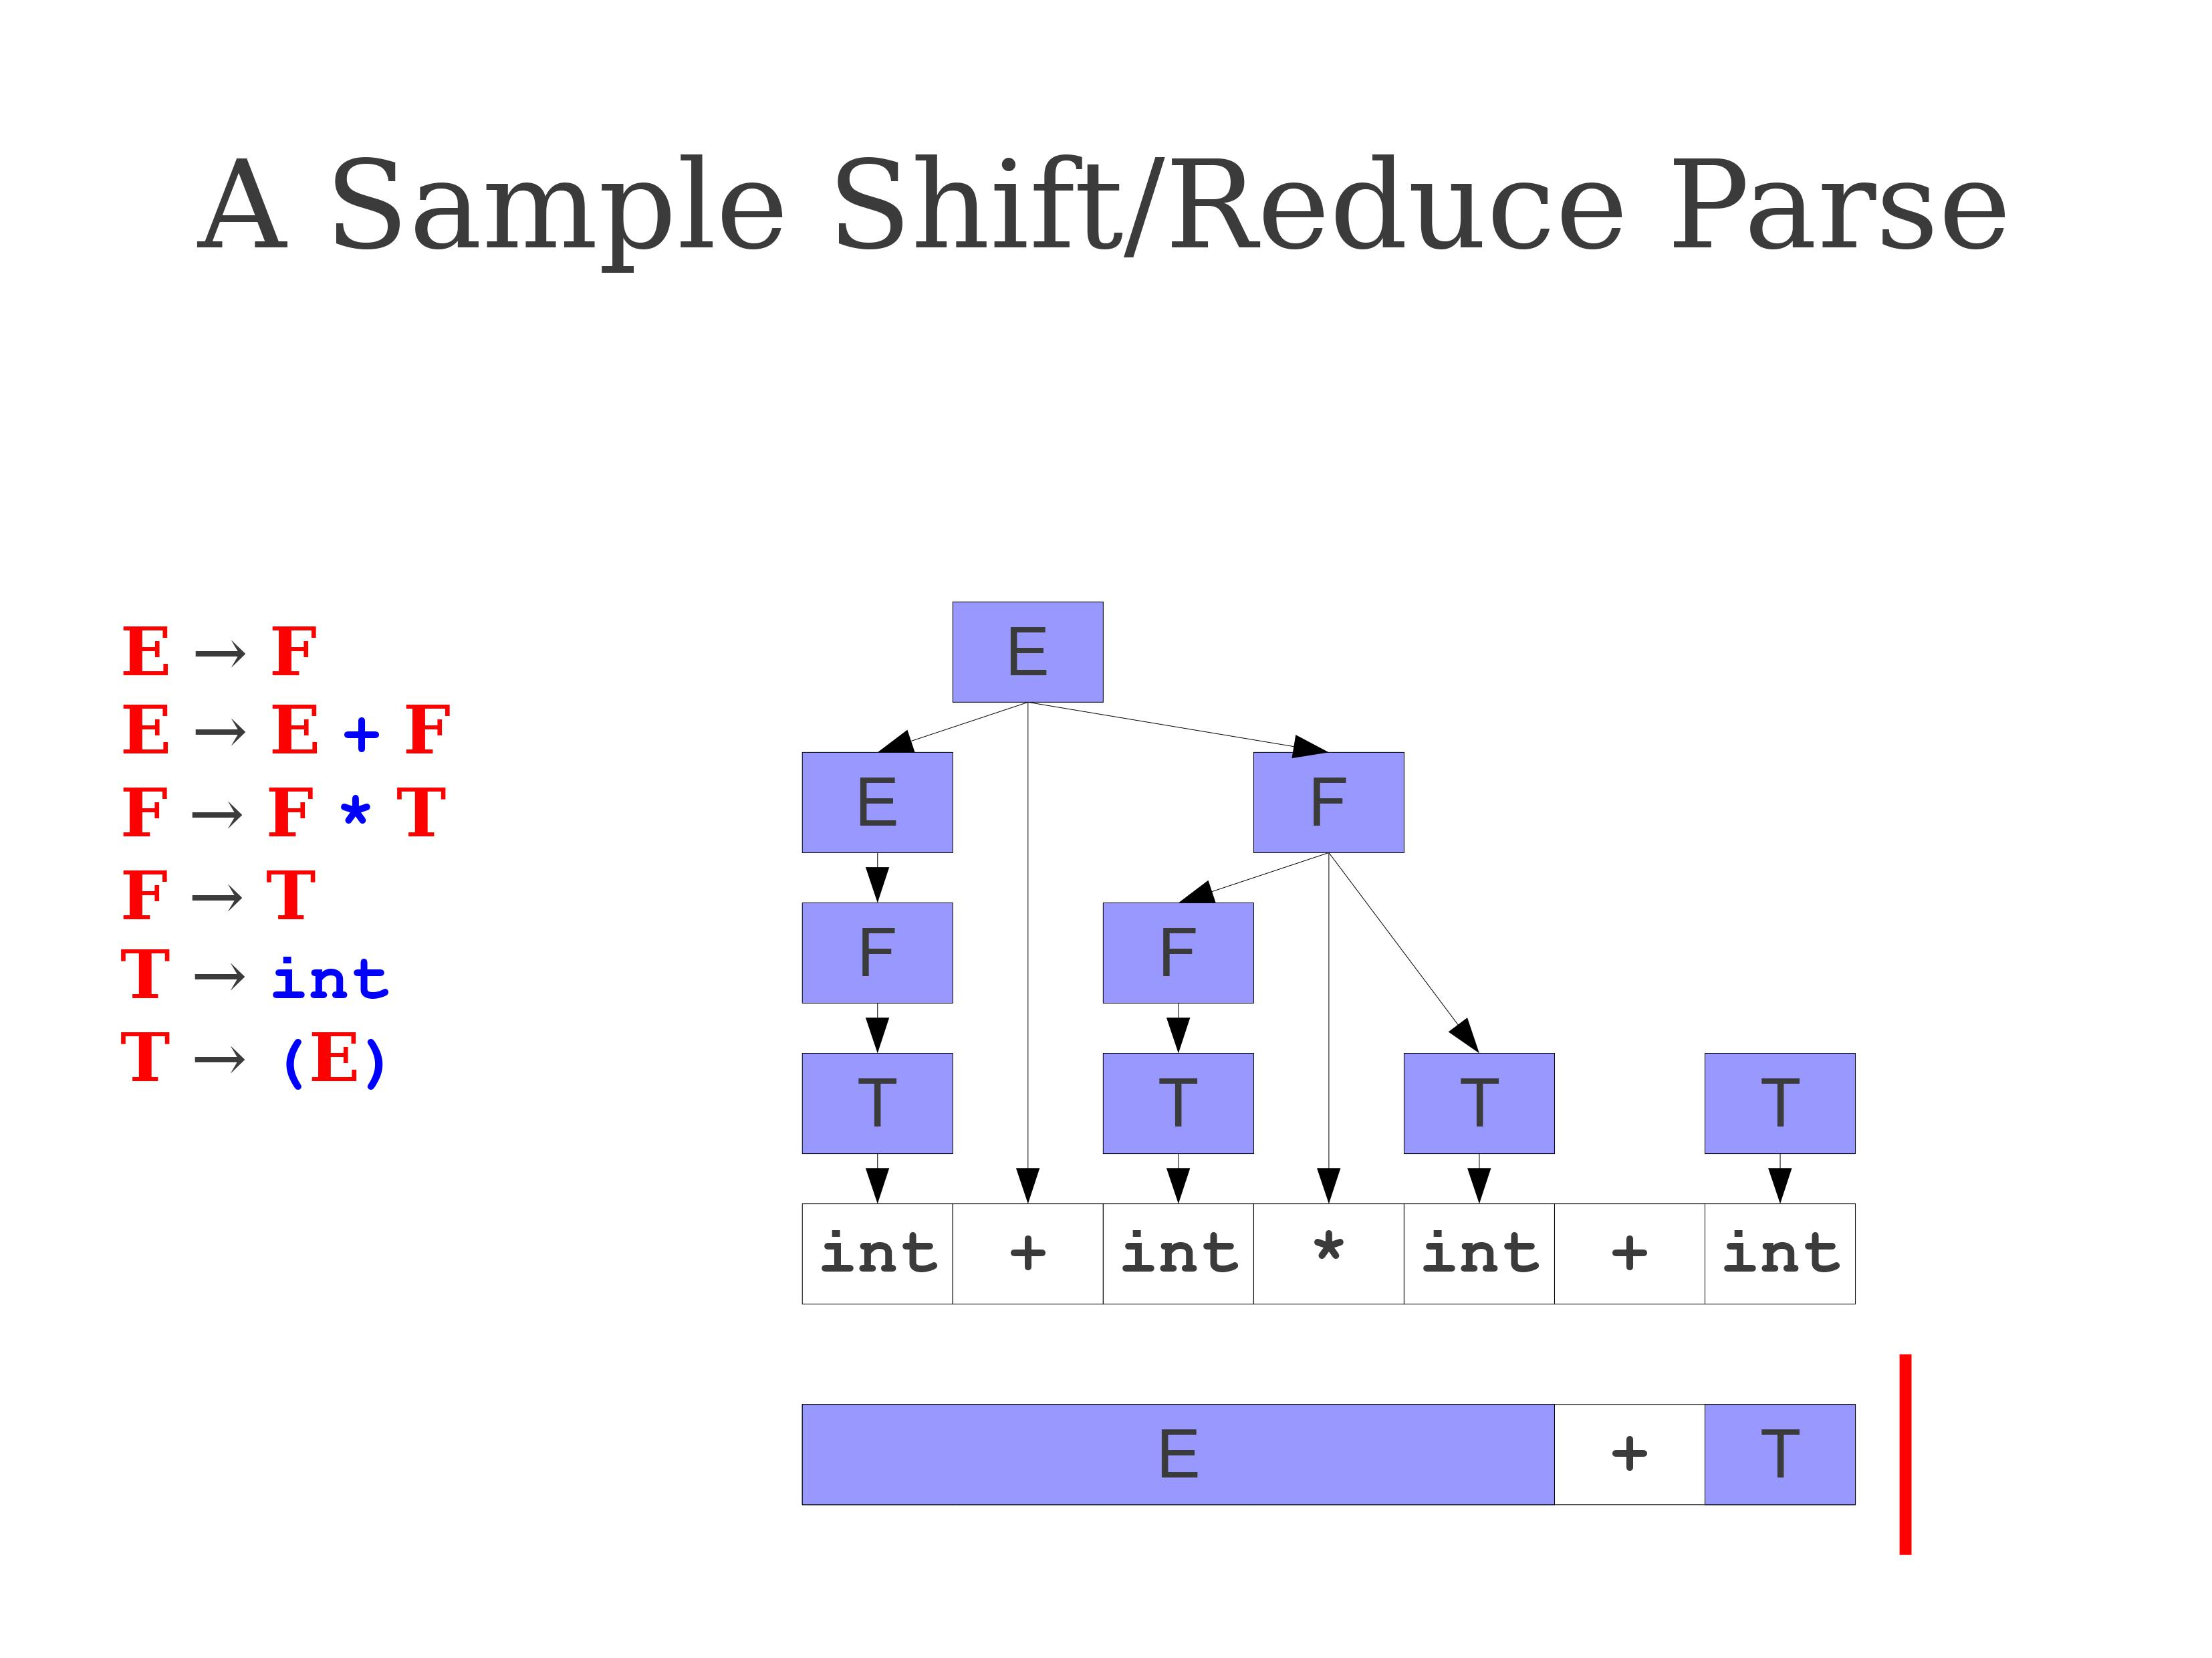 A Sample Shift/Reduce Parse
E → F
E → E + F
F → F * T
F → T
T → int
T → (E)
E
E F
F F
T T T T
int + int * int + int
E + T